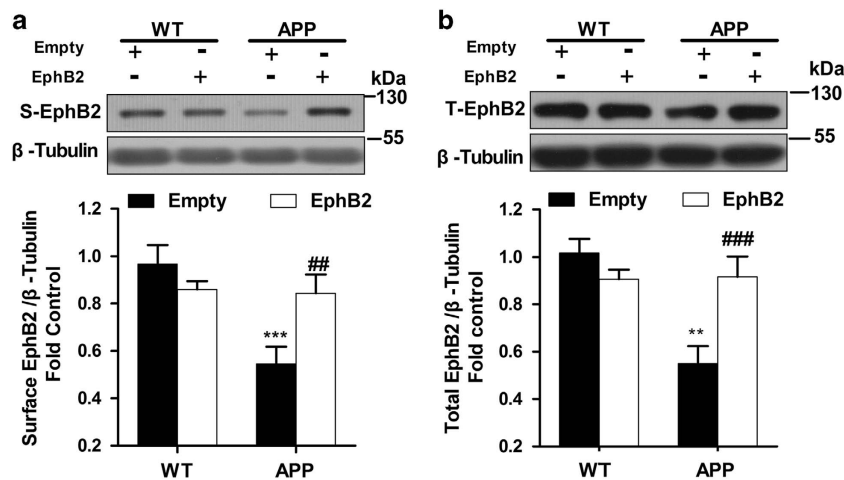 a
WT APP
Empty + - + -
EphB2 - + - + kDa
S-EphB2 130
β -Tubulin 55
Empty EphB2
Surface EphB2 /β -Tubulin
Fold Control
1.2
1.0
0.8
0.6
0.4
0.2
***
##
WT APP
b
WT APP
Empty + - + -
EphB2 - + - + kDa
T-EphB2 130
β -Tubulin 55
Empty EphB2
Total EphB2 /β -Tubulin
Fold control
1.2
1.0
0.8
0.6
0.4
0.2
**
###
WT APP